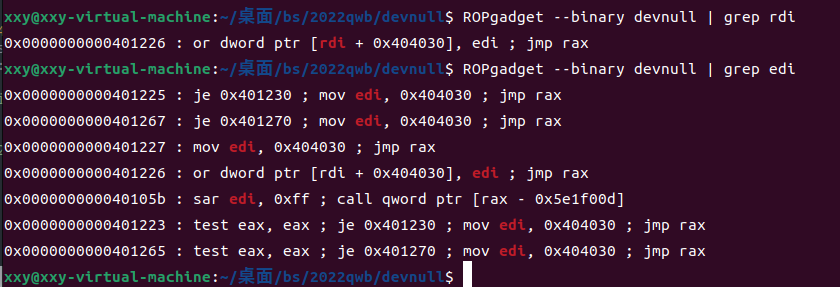 xxy@xxy-virtual-machine:~/桌面/bs/2022qwb/devnull$ ROPgadget --binary devnull | grep rdi
0x0000000000401226 : or dword ptr [rdi + 0x404030], edi ; jmp rax
xxy@xxy-virtual-machine:~/桌面/bs/2022qwb/devnull$ ROPgadget --binary devnull | grep edi
0x0000000000401225 : je 0x401230 ; mov edi, 0x404030 ; jmp rax
0x0000000000401267 : je 0x401270 ; mov edi, 0x404030 ; jmp rax
0x0000000000401227 : mov edi, 0x404030 ; jmp rax
0x0000000000401226 : or dword ptr [rdi + 0x404030], edi ; jmp rax
0x000000000040105b : sar edi, 0xff ; call qword ptr [rax - 0x5e1f00d]
0x0000000000401223 : test eax, eax ; je 0x401230 ; mov edi, 0x404030 ; jmp rax
0x0000000000401265 : test eax, eax ; je 0x401270 ; mov edi, 0x404030 ; jmp rax
xxy@xxy-virtual-machine:~/桌面/bs/2022qwb/devnull$